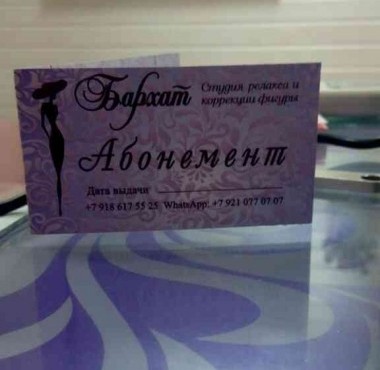 Бархат
Студия релакса и
коррекции фигуры
Абонемент
Дата выдачи
+7 918 617 55 25 WhatsApp: +7 921 077 07 07